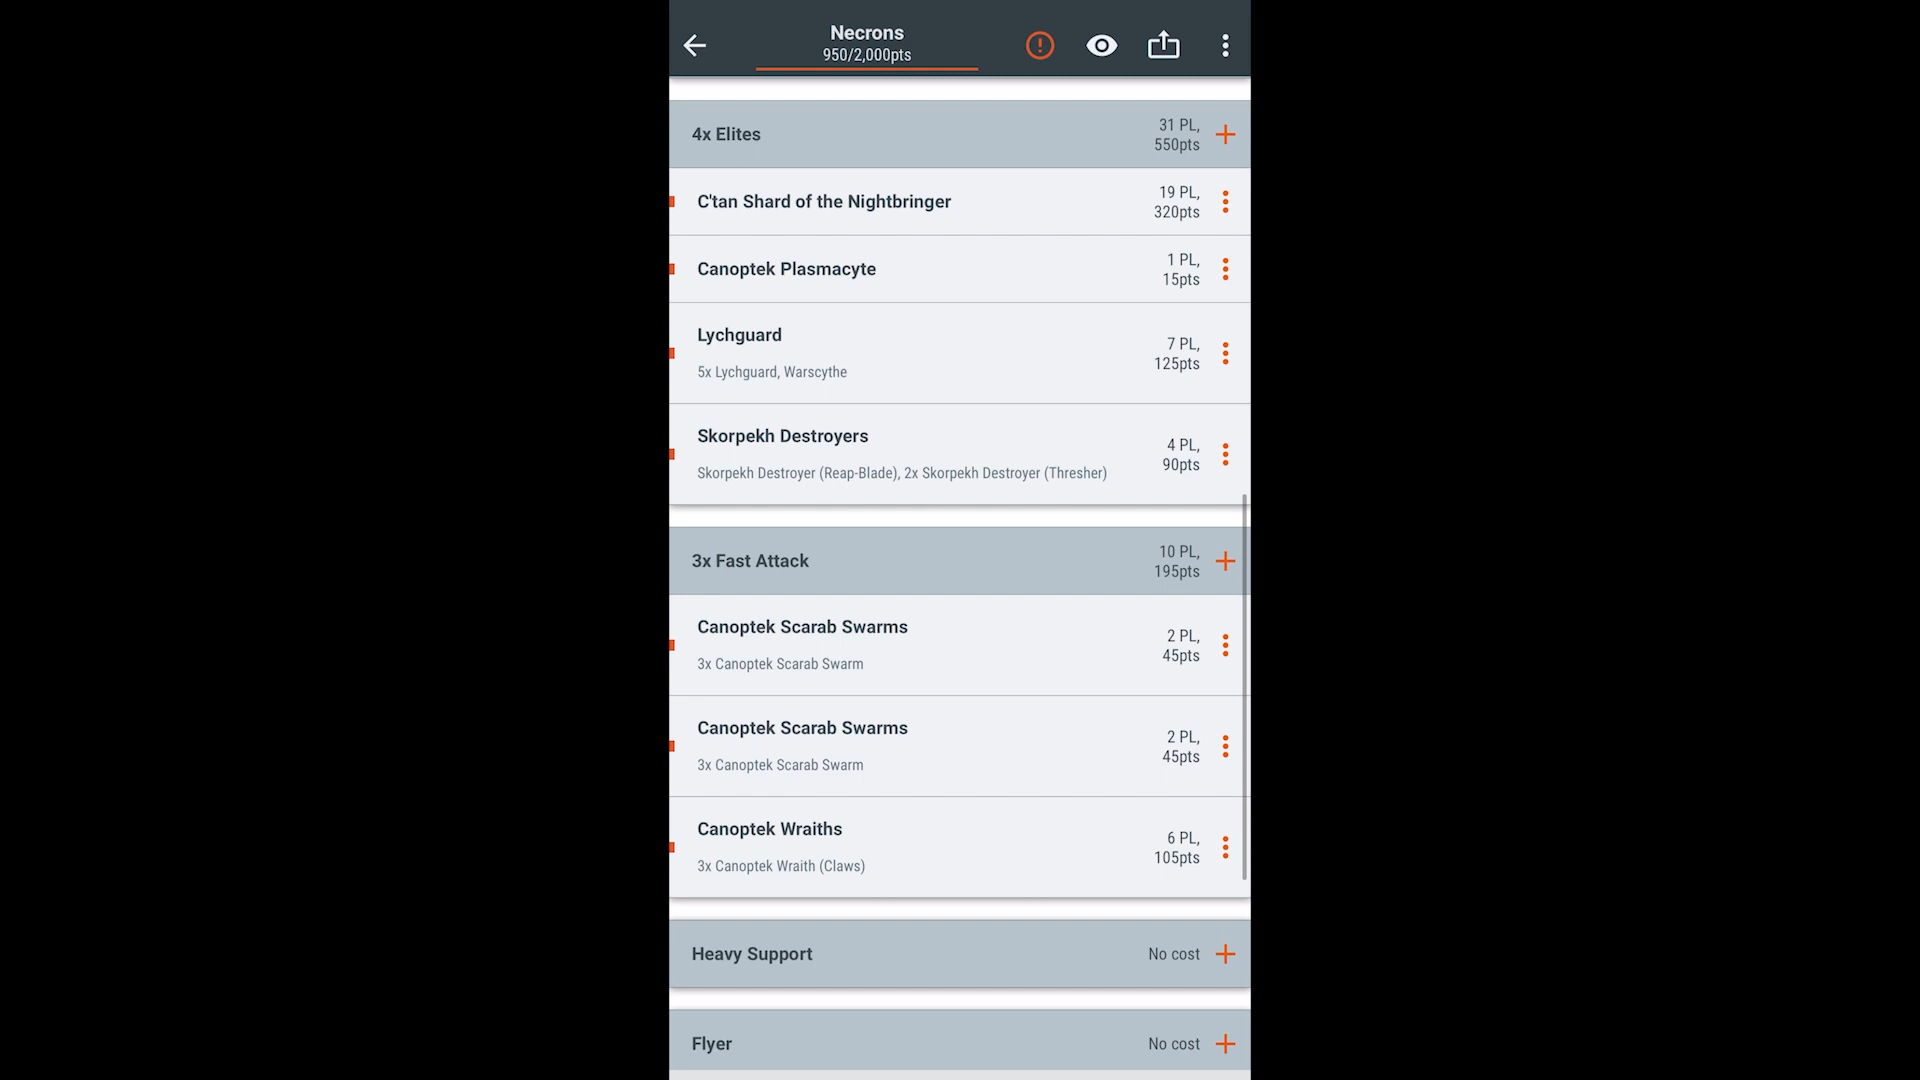 Necrons
950/2,000pts
4x Elites
31 PL,
550pts
C'tan Shard of the Nightbringer
19 PL,
320pts
Canoptek Plasmacyte
1 PL,
15pts
Lychguard
5x Lychguard, Warscythe
7 PL,
125pts
Skorpekh Destroyers
Skorpekh Destroyer (Reap-Blade), 2x Skorpekh Destroyer (Thresher)
4 PL,
90pts
3x Fast Attack
10 PL,
195pts
Canoptek Scarab Swarms
3x Canoptek Scarab Swarm
2 PL,
45pts
Canoptek Scarab Swarms
3x Canoptek Scarab Swarm
2 PL,
45pts
Canoptek Wraiths
3x Canoptek Wraith (Claws)
6 PL,
105pts
Heavy Support
No cost
Flyer
No cost